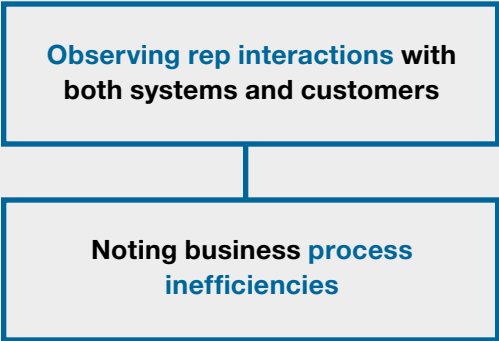 Observing rep interactions with
both systems and customers
Noting business process
inefficiencies